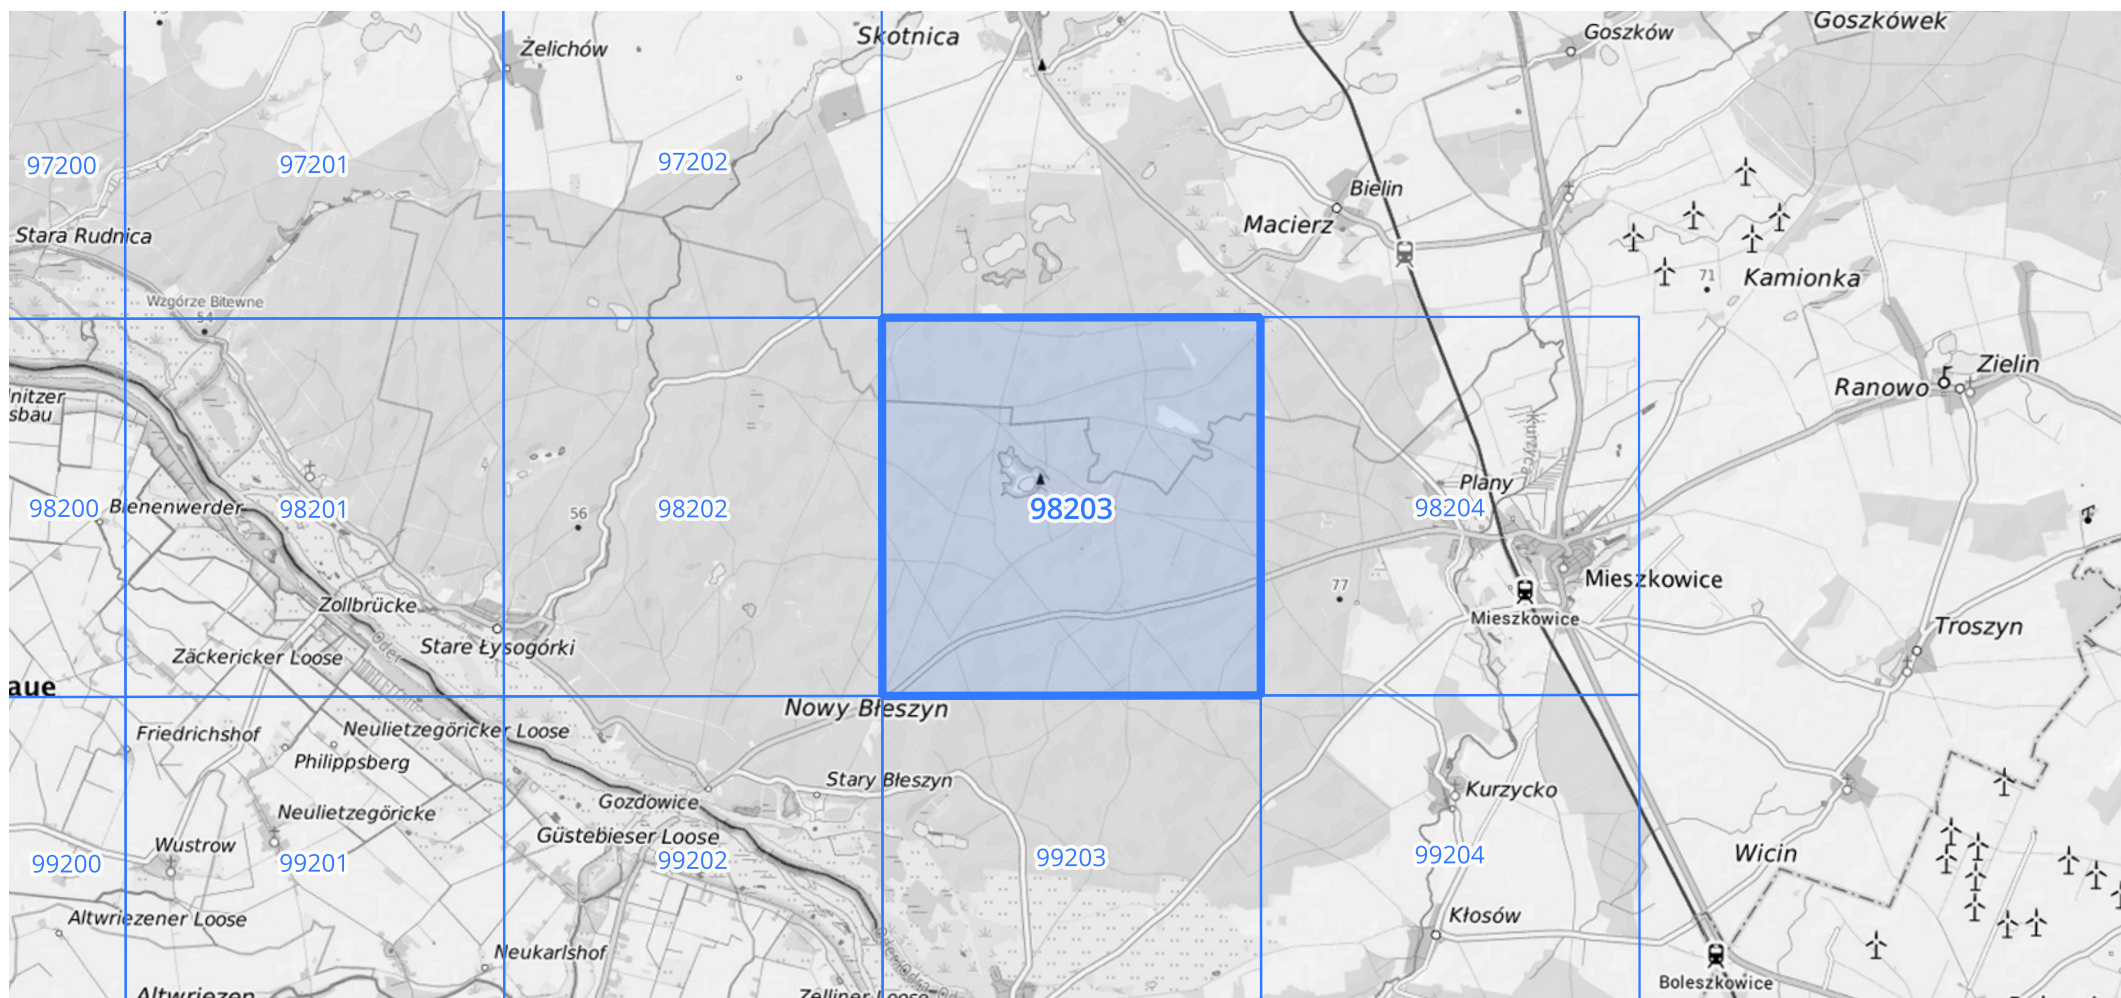 Skotnica
Goszkówek
Goszków
Żelichów
97200
97201
97202
Bielin
Macierz
Stara Rudnica
Kamionka
71
Wzgórze Bitewne
54
Zielin
Ranowo
nitzer
sbau
Kurzyca
Plany
98200
Bienenwerder
98201
98202
98203
98204
56
Mieszkowice
77
Zollbrücke
Mieszkowice
Stare Łysogórki
Oder
Troszyn
Zäckericker Loose
aue
Nowy Błeszyn
Friedrichshof
Neulietzegöricker Loose
Philippsberg
Stary Błeszyn
Kurzycko
Gozdowice
Neulietzegöricke
Güstebieser Loose
Wustrow
Wicin
99200
99201
99202
99203
99204
Altwriezener Loose
Kłosów
Neukarlshof
Boleszkowice
Altwriezen
Zelliner Loose